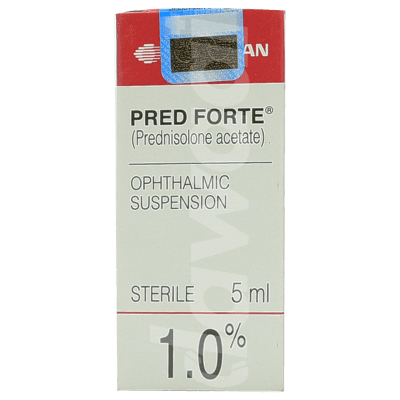 PRED FORTE®
(Prednisolone acetate)
OPHTHALMIC
SUSPENSION
STERILE 5 ml
1.0%